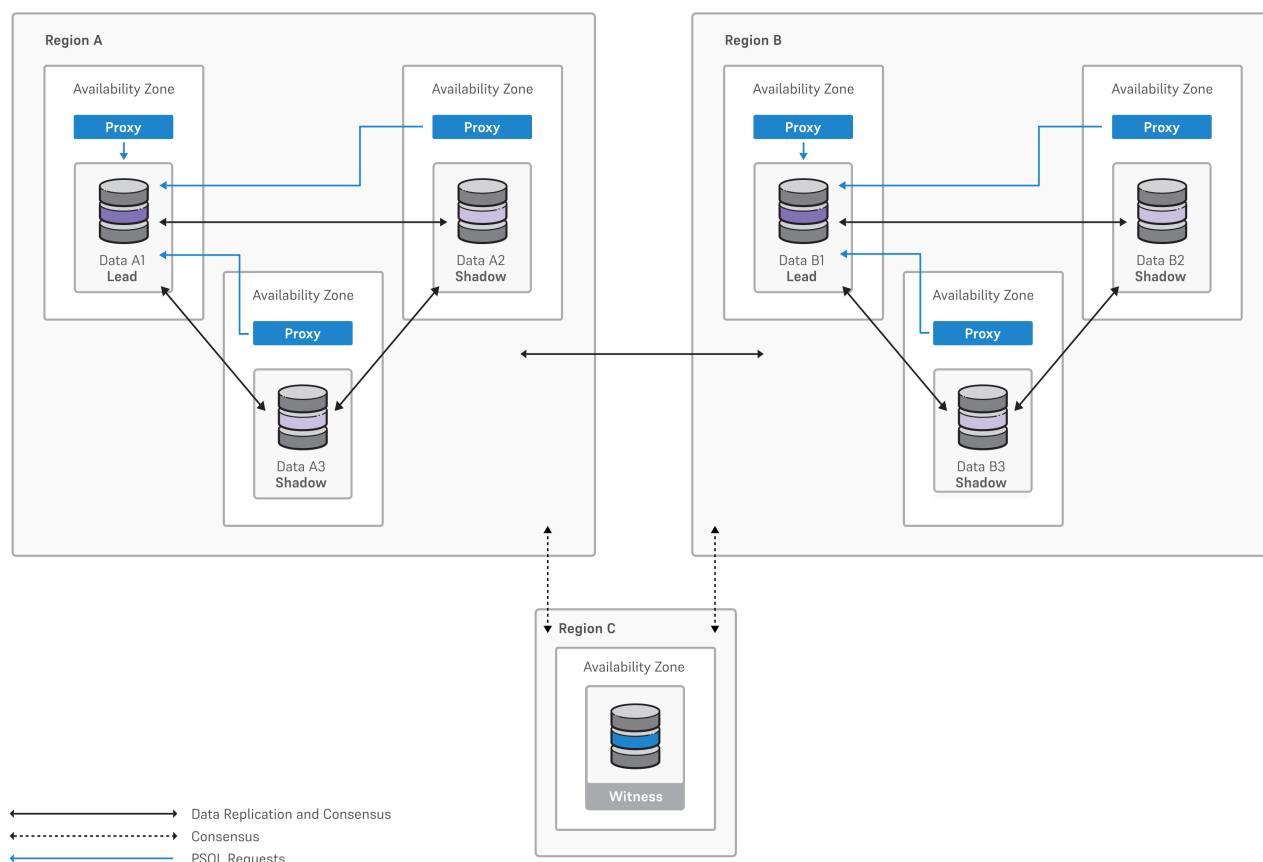 Region A
Availability Zone
Proxy
Data A1
Lead
Availability Zone
Proxy
Data A2
Shadow
Availability Zone
Proxy
Data A3
Shadow
Region B
Availability Zone
Proxy
Data B1
Lead
Availability Zone
Proxy
Data B2
Shadow
Availability Zone
Proxy
Data B3
Shadow
Region C
Availability Zone
Witness
Data Replication and Consensus
Consensus
PSQL Requests